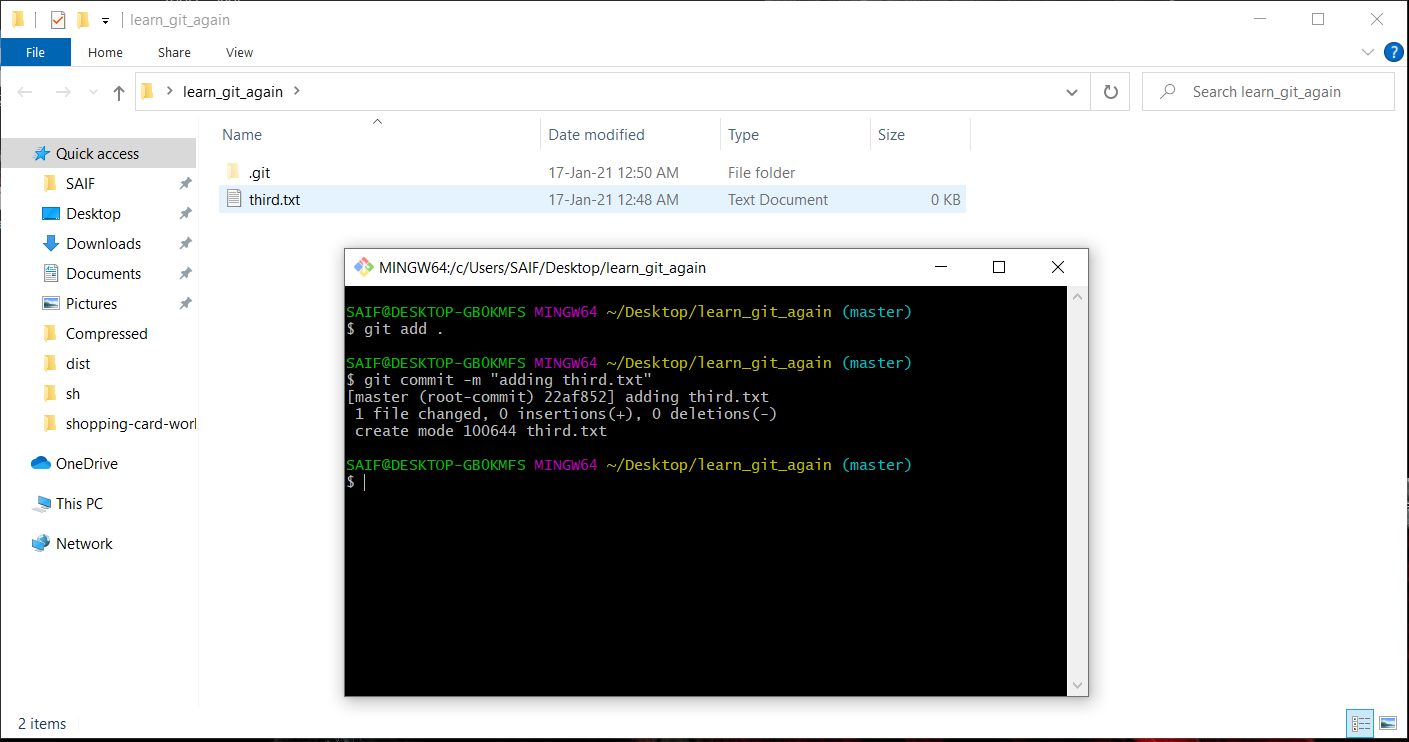 learn_git_again
File Home Share View
learn_git_again
Search learn_git_again
Name Date modified Type Size
.git 17-Jan-21 12:50 AM File folder
third.txt 17-Jan-21 12:48 AM Text Document 0 KB
Quick access
SAIF
Desktop
Downloads
Documents
Pictures
Compressed
dist
sh
shopping-card-worl
OneDrive
This PC
Network
MINGW64:/c/Users/SAIF/Desktop/learn_git_again
SAIF@DESKTOP-GB0KMFS MINGW64 ~/Desktop/learn_git_again (master)
$ git add .
SAIF@DESKTOP-GB0KMFS MINGW64 ~/Desktop/learn_git_again (master)
$ git commit -m "adding third.txt"
[master (root-commit) 22af852] adding third.txt
1 file changed, 0 insertions(+), 0 deletions(-)
create mode 100644 third.txt
SAIF@DESKTOP-GB0KMFS MINGW64 ~/Desktop/learn_git_again (master)
$
2 items